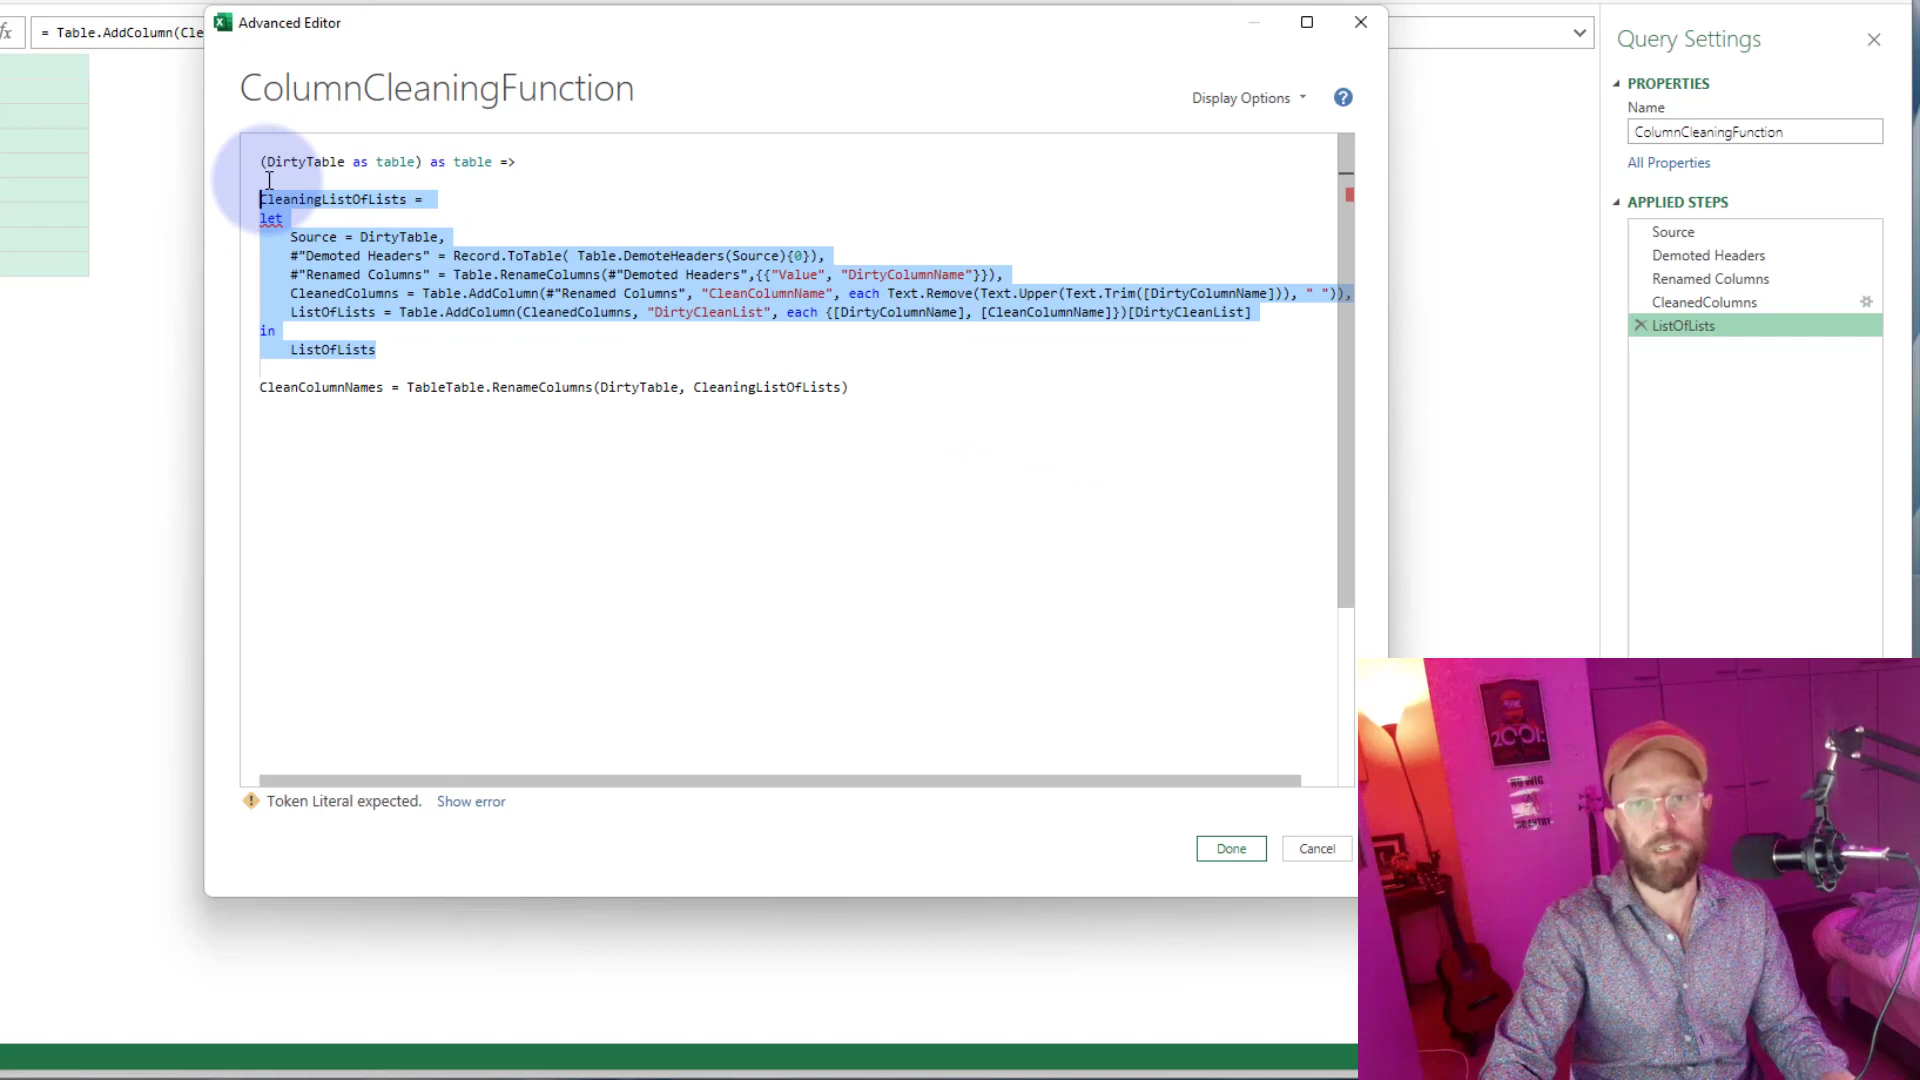 fx
= Table.AddColumn(Cle
Advanced Editor
ColumnCleaningFunction
Display Options
?
(DirtyTable as table) as table =>
CleaningListOfLists =
let
Source = DirtyTable,
#"Demoted Headers" = Record.ToTable( Table.DemoteHeaders(Source){0}),
#"Renamed Columns" = Table.RenameColumns(#"Demoted Headers",{{"Value", "DirtyColumnName"}}),
CleanedColumns = Table.AddColumn(#"Renamed Columns", "CleanColumnName", each Text.Remove(Text.Upper(Text.Trim([DirtyColumnName])), " ")),
ListOfLists = Table.AddColumn(CleanedColumns, "DirtyCleanList", each {[DirtyColumnName], [CleanColumnName]})[DirtyCleanList]
in
ListOfLists
CleanColumnNames = TableTable.RenameColumns(DirtyTable, CleaningListOfLists)
Token Literal expected. Show error
Done
Cancel
Query Settings
PROPERTIES
Name
ColumnCleaningFunction
All Properties
APPLIED STEPS
Source
Demoted Headers
Renamed Columns
CleanedColumns
ListOfLists
2001:
NO WIG